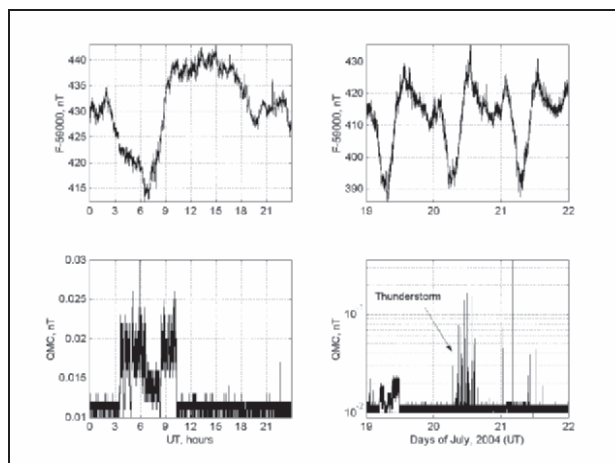 F-59000, nT
440
435
430
425
420
415
0 3 6 9 12 15 18 21
F-59000, nT
430
420
410
400
390
19 20 21 22
QMC, nT
0.03
0.025
0.02
0.015
0.01
0 3 6 9 12 15 18 21
UT, hours
QMC, nT
Thunderstorm
19 20 21 22
Days of July, 2004 (UT)